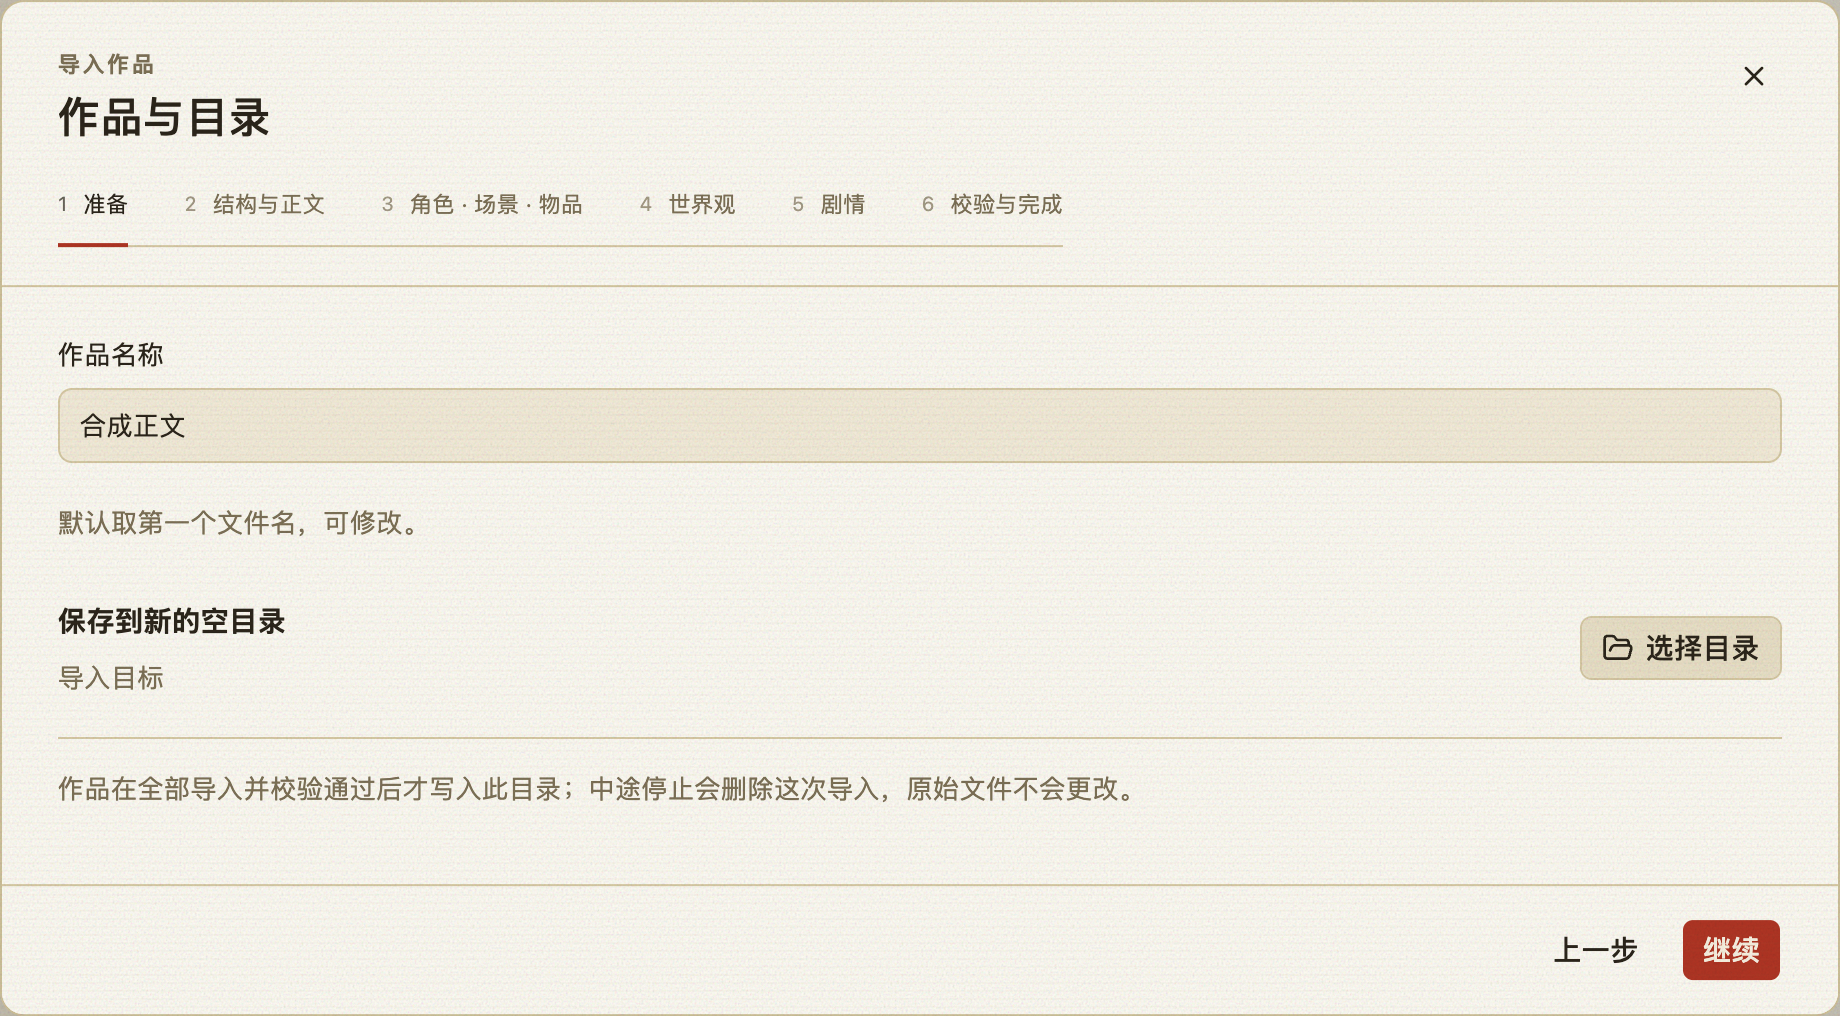 导入作品
作品与目录
1 准备 2 结构与正文 3 角色 · 场景 · 物品 4 世界观 5 剧情 6 校验与完成
作品名称
合成正文
默认取第一个文件名，可修改。
保存到新的空目录
选择目录
导入目标
作品在全部导入并校验通过后才写入此目录；中途停止会删除这次导入，原始文件不会更改。
上一步 继续